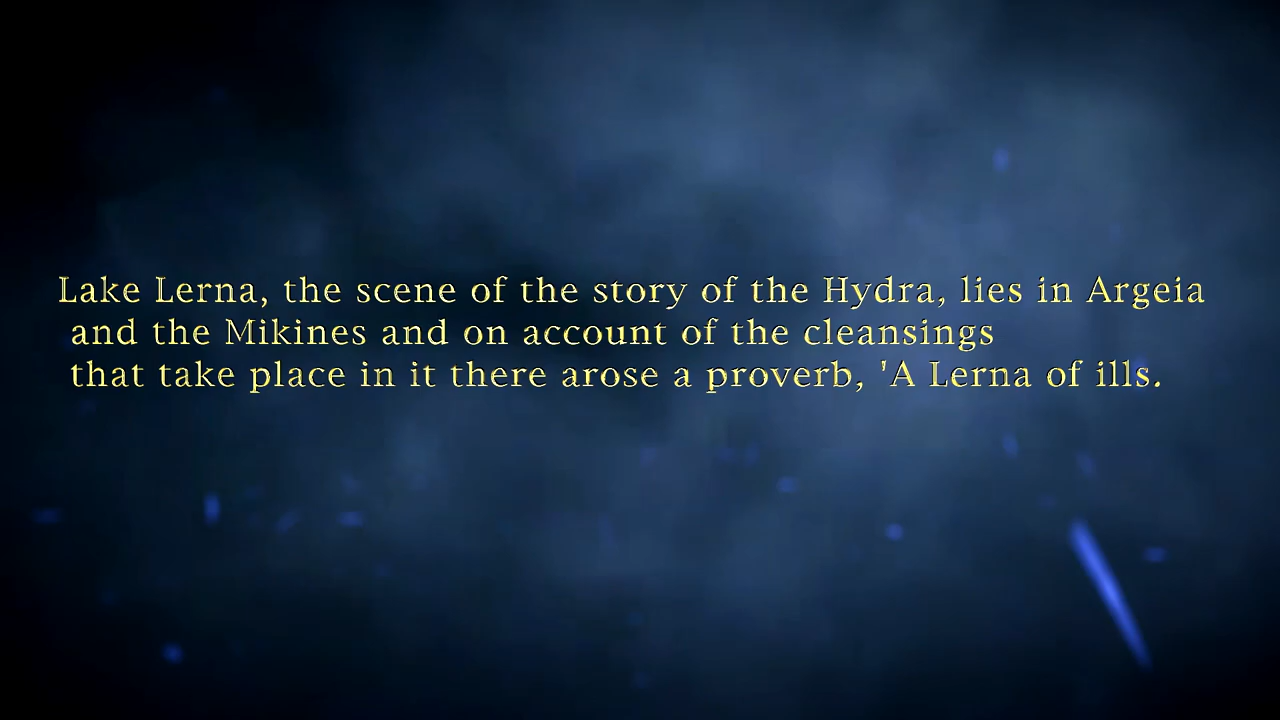 Lake Lerna, the scene of the story of the Hydra, lies in Argeia
and the Mikines and on account of the cleansings
that take place in it there arose a proverb, 'A Lerna of ills.